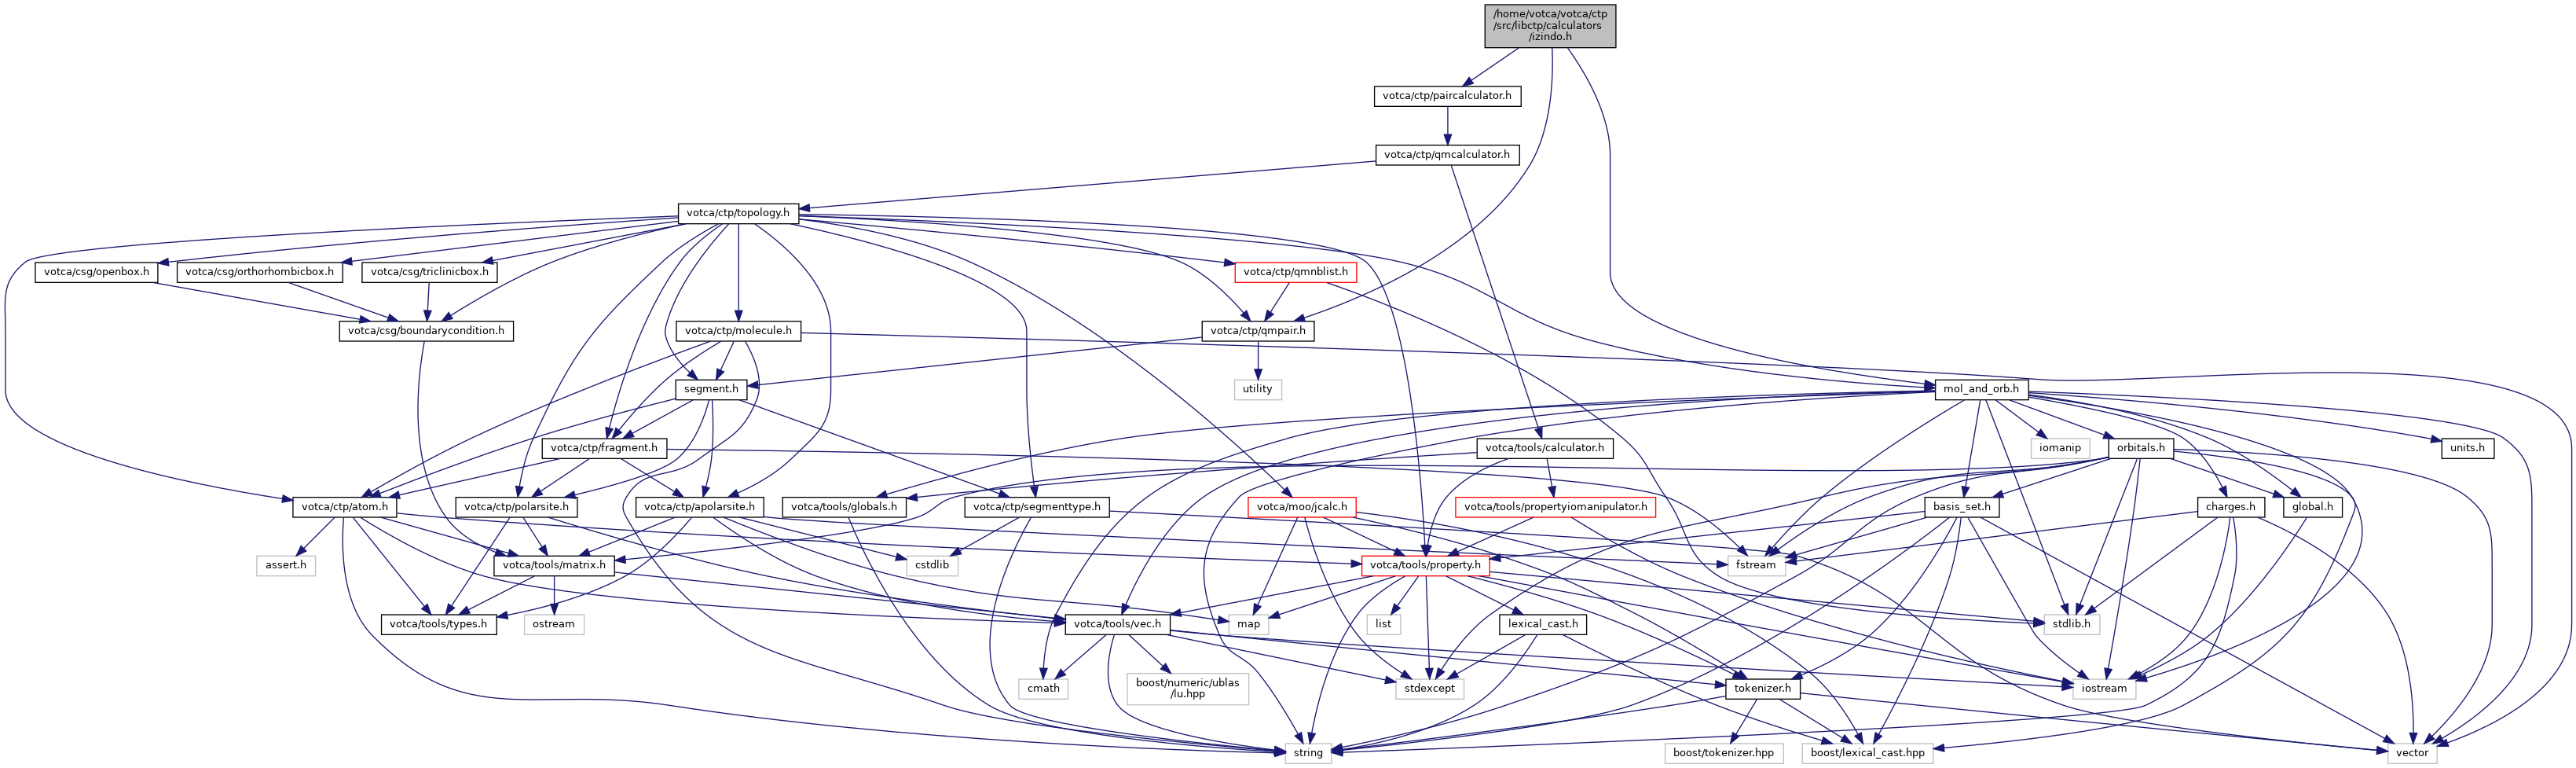 /home/votca/votca/ctp
/src/libctp/calculators
/izindo.h
votca/ctp/paircalculator.h
votca/ctp/qmcalculator.h
votca/ctp/topology.h
votca/csg/openbox.h
votca/csg/orthorhombicbox.h
votca/csg/triclinicbox.h
votca/ctp/qmnblist.h
votca/csg/boundarycondition.h
votca/ctp/molecule.h
votca/ctp/qmpair.h
segment.h
utility
mol_and_orb.h
votca/ctp/fragment.h
votca/tools/calculator.h
iomanip
orbitals.h
units.h
votca/ctp/atom.h
votca/ctp/polarsite.h
votca/ctp/apolarsite.h
votca/tools/globals.h
votca/ctp/segmenttype.h
votca/moo/jcalc.h
votca/tools/propertyiomanipulator.h
basis_set.h
charges.h
global.h
assert.h
votca/tools/matrix.h
cstdlib
votca/tools/property.h
fstream
votca/tools/types.h
ostream
votca/tools/vec.h
map
list
lexical_cast.h
stdlib.h
cmath
boost/numeric/ublas
/lu.hpp
stdexcept
tokenizer.h
iostream
string
boost/tokenizer.hpp
boost/lexical_cast.hpp
vector